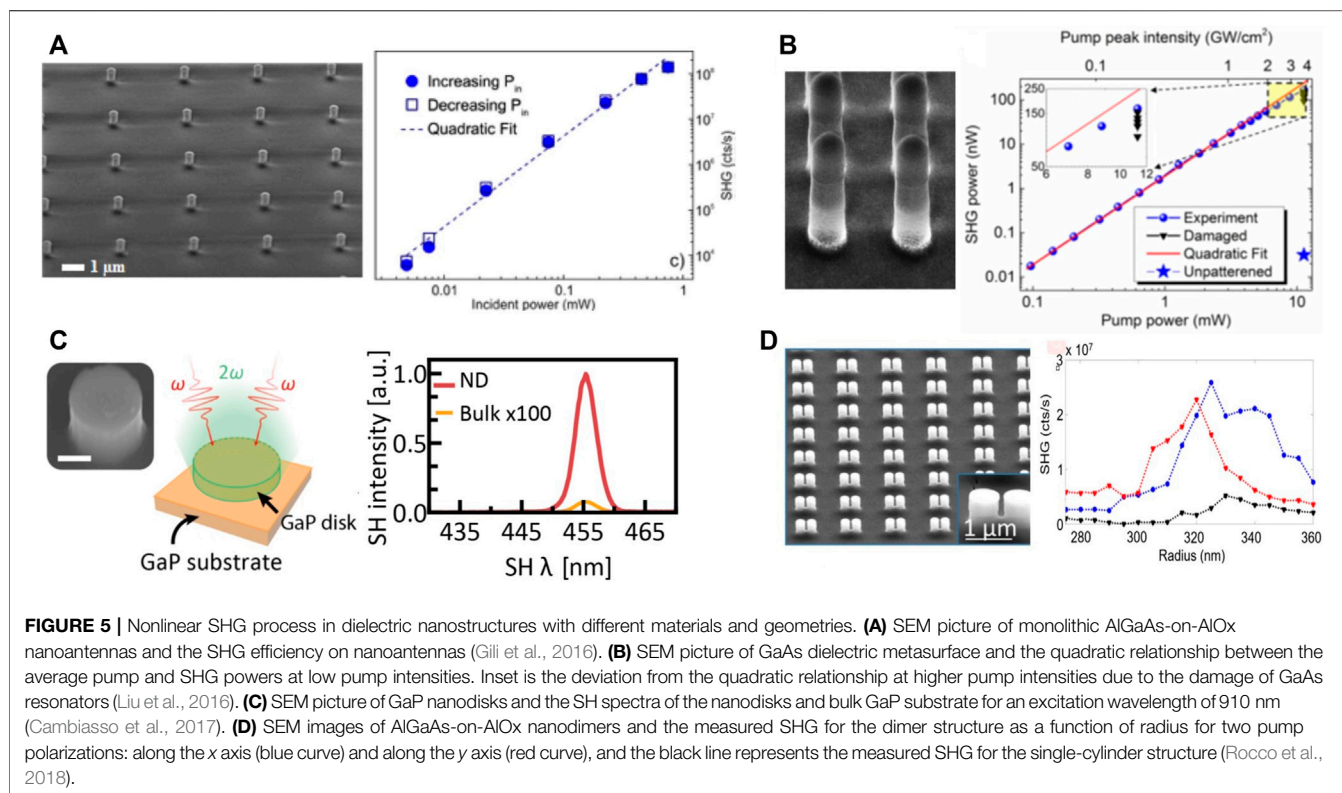 A
1 µm
Increasing P_in
Decreasing P_in
Quadratic Fit
10^8
10^7
10^6
10^5
10^4
SHG (cts/s)
c)
0.01 0.1 1
Incident power (mW)
B
Pump peak intensity (GW/cm²)
0.1 1 2 3 4
100
10
1
0.1
0.01
SHG power (nW)
250
150
50
6 8 10 12
Experiment
Damaged
Quadratic Fit
Unpatterened
0.1 1 10
Pump power (mW)
C
ω 2ω ω
GaP disk
GaP substrate
SH intensity [a.u.]
1.0
0.5
0.0
ND
Bulk x100
435 445 455 465
SH λ [nm]
D
1 µm
3 x 10^7
2
1
0
SHG (cts/s)
280 300 320 340 360
Radius (nm)
FIGURE 5 | Nonlinear SHG process in dielectric nanostructures with different materials and geometries. (A) SEM picture of monolithic AlGaAs-on-AlOx
nanoantennas and the SHG efficiency on nanoantennas (Gili et al., 2016). (B) SEM picture of GaAs dielectric metasurface and the quadratic relationship between the
average pump and SHG powers at low pump intensities. Inset is the deviation from the quadratic relationship at higher pump intensities due to the damage of GaAs
resonators (Liu et al., 2016). (C) SEM picture of GaP nanodisks and the SH spectra of the nanodisks and bulk GaP substrate for an excitation wavelength of 910 nm
(Cambiasso et al., 2017). (D) SEM images of AlGaAs-on-AlOx nanodimers and the measured SHG for the dimer structure as a function of radius for two pump
polarizations: along the x axis (blue curve) and along the y axis (red curve), and the black line represents the measured SHG for the single-cylinder structure (Rocco et al.,
2018).